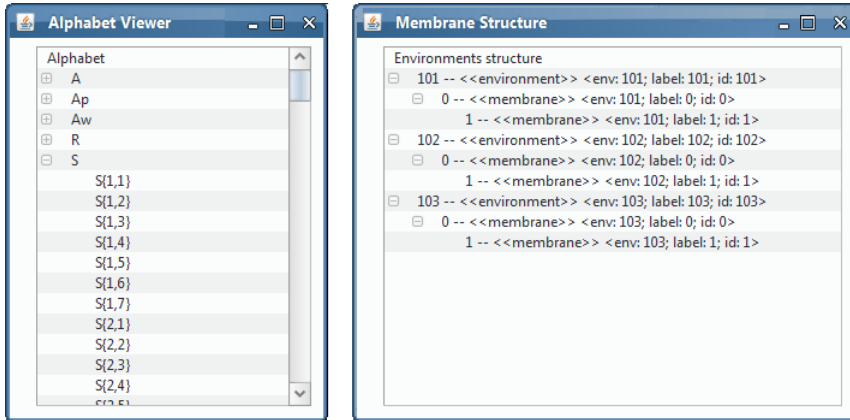 Alphabet Viewer
Alphabet
A
Ap
Aw
R
S
S{1,1}
S{1,2}
S{1,3}
S{1,4}
S{1,5}
S{1,6}
S{1,7}
S{2,1}
S{2,2}
S{2,3}
S{2,4}
S{2,5}
Membrane Structure
Environments structure
101 -- <<environment>> <env: 101; label: 101; id: 101>
0 -- <<membrane>> <env: 101; label: 0; id: 0>
1 -- <<membrane>> <env: 101; label: 1; id: 1>
102 -- <<environment>> <env: 102; label: 102; id: 102>
0 -- <<membrane>> <env: 102; label: 0; id: 0>
1 -- <<membrane>> <env: 102; label: 1; id: 1>
103 -- <<environment>> <env: 103; label: 103; id: 103>
0 -- <<membrane>> <env: 103; label: 0; id: 0>
1 -- <<membrane>> <env: 103; label: 1; id: 1>